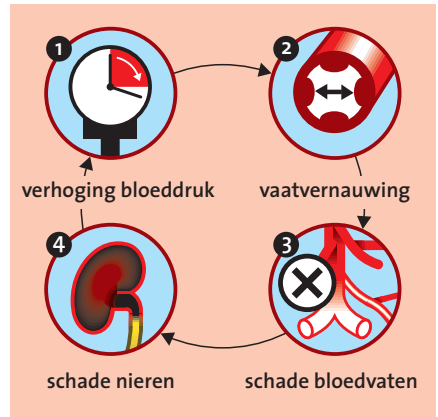 1
verhoging bloeddruk
2
vaatvernauwing
3
schade bloedvaten
4
schade nieren